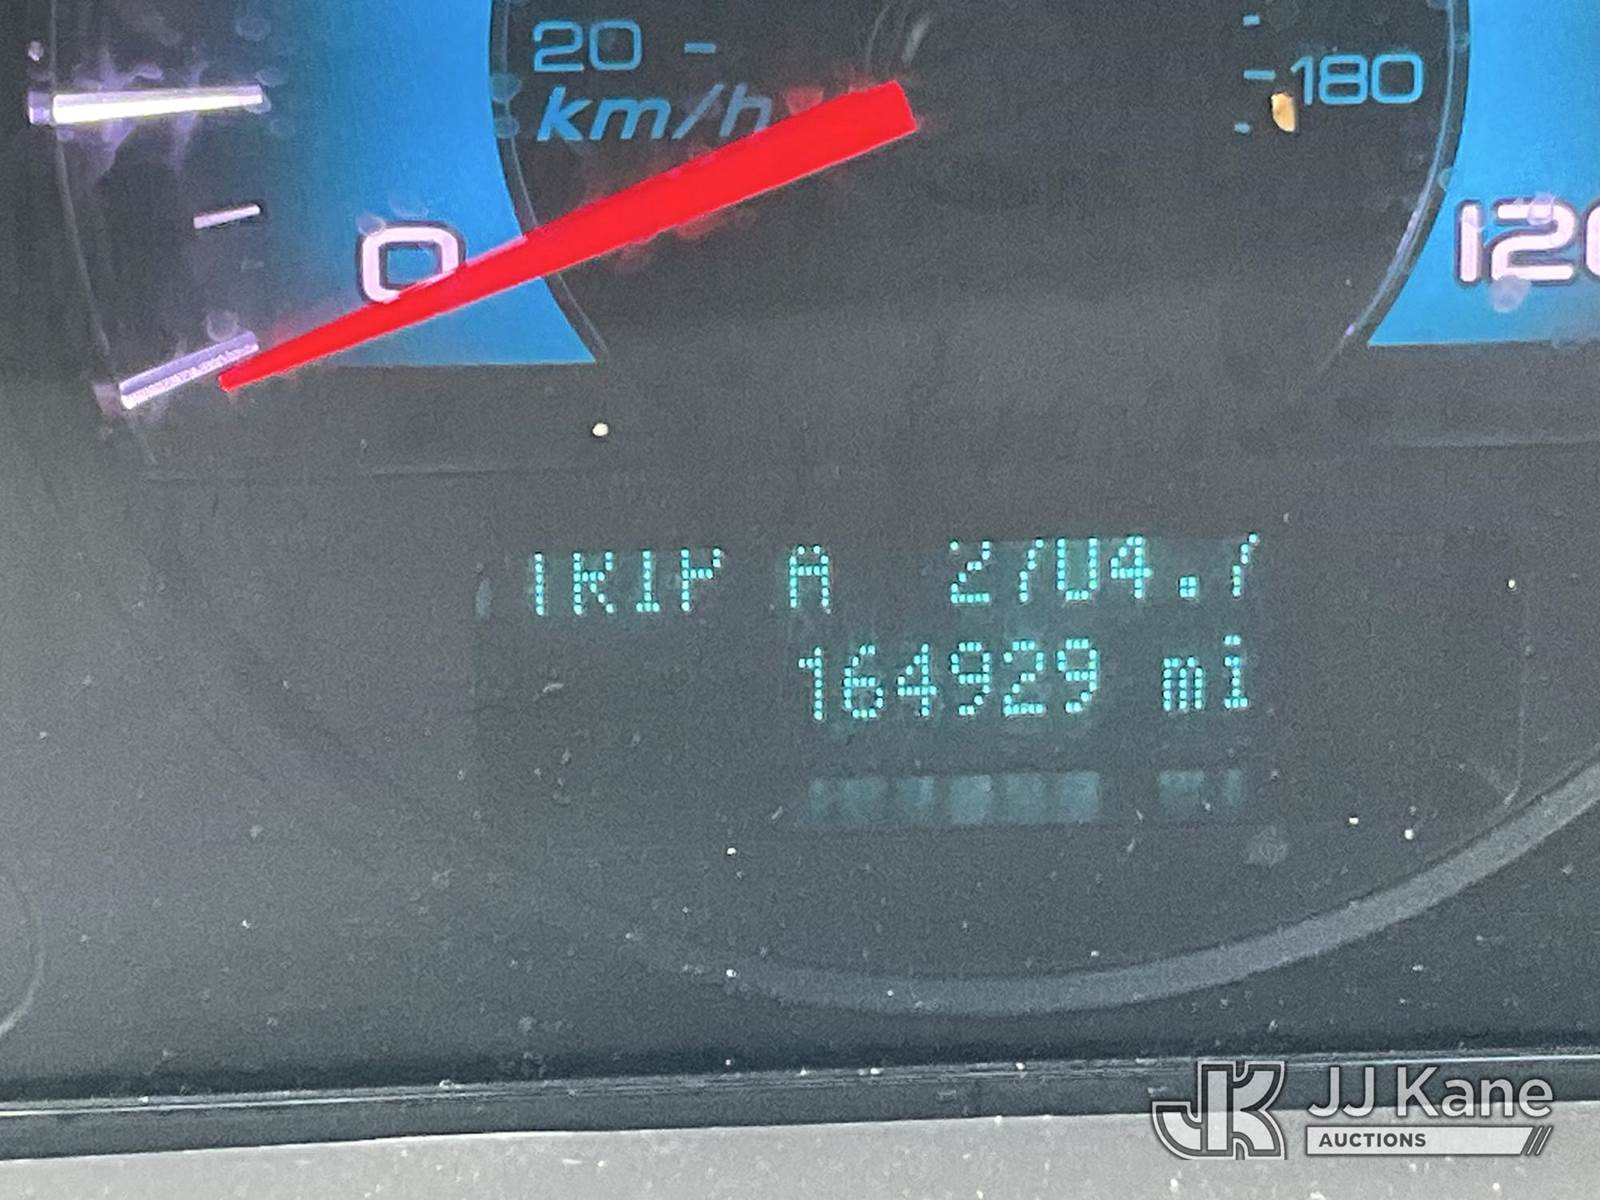 20
km/h
180
0
120
TRIP A 2704.7
164929 mi
JJ Kane
AUCTIONS